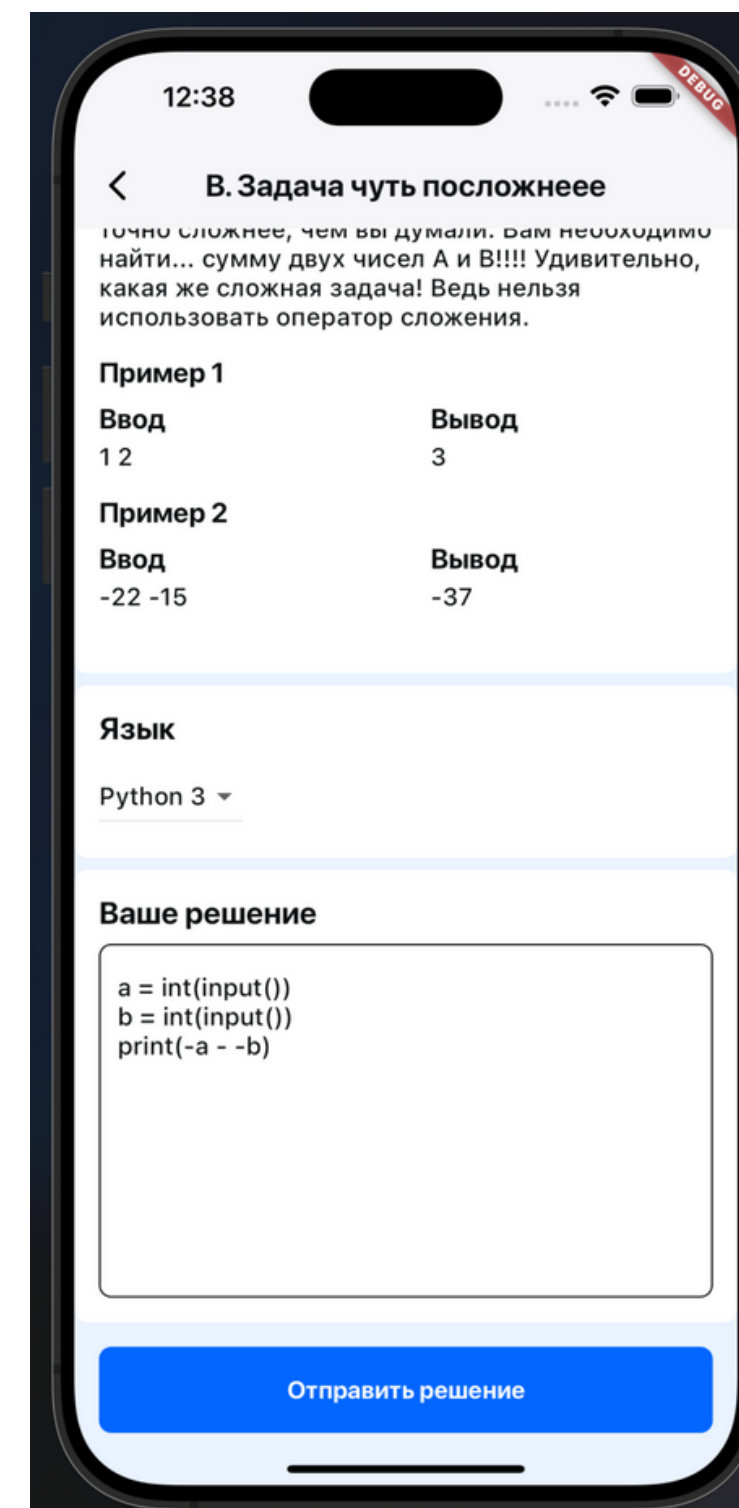 12:38
DEBUG
В. Задача чуть посложнеее
точно сложнее, чем вы думали. Вам необходимо
найти... сумму двух чисел А и В!!!! Удивительно,
какая же сложная задача! Ведь нельзя
использовать оператор сложения.
Пример 1
Ввод Вывод
1 2 3
Пример 2
Ввод Вывод
-22 -15 -37
Язык
Python 3
Ваше решение
a = int(input())
b = int(input())
print(-a - -b)
Отправить решение